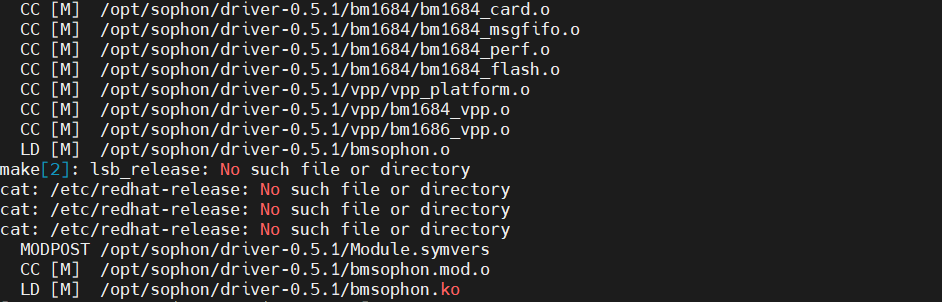 CC [M] /opt/sophon/driver-0.5.1/bm1684/bm1684_card.o
CC [M] /opt/sophon/driver-0.5.1/bm1684/bm1684_msgfifo.o
CC [M] /opt/sophon/driver-0.5.1/bm1684/bm1684_perf.o
CC [M] /opt/sophon/driver-0.5.1/bm1684/bm1684_flash.o
CC [M] /opt/sophon/driver-0.5.1/vpp/vpp_platform.o
CC [M] /opt/sophon/driver-0.5.1/vpp/bm1684_vpp.o
CC [M] /opt/sophon/driver-0.5.1/vpp/bm1686_vpp.o
LD [M] /opt/sophon/driver-0.5.1/bmsophon.o
make[2]: lsb_release: No such file or directory
cat: /etc/redhat-release: No such file or directory
cat: /etc/redhat-release: No such file or directory
cat: /etc/redhat-release: No such file or directory
MODPOST /opt/sophon/driver-0.5.1/Module.symvers
CC [M] /opt/sophon/driver-0.5.1/bmsophon.mod.o
LD [M] /opt/sophon/driver-0.5.1/bmsophon.ko